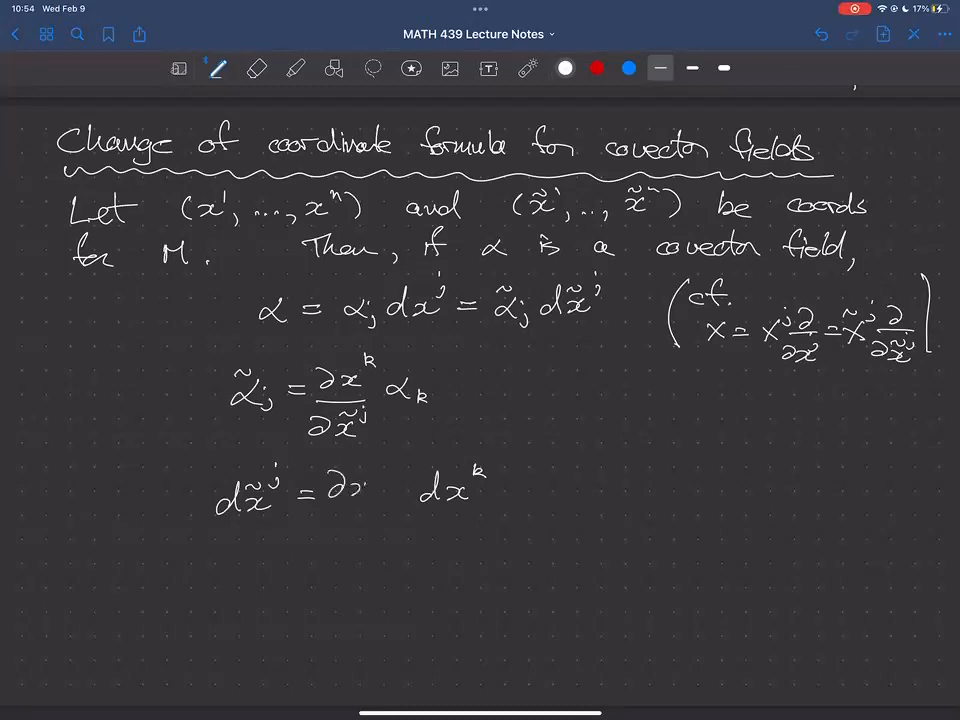 10:54 Wed Feb 9
17%
MATH 439 Lecture Notes
Change of coordinate formula for covector fields
Let (x¹, ..., xⁿ) and (x̃¹, .., x̃ⁿ) be coords
for M. Then, if α is a covector field,
α = αⱼ dxʲ = α̃ⱼ dx̃ʲ
(cf.
X = Xʲ ∂/∂xʲ = X̃ʲ ∂/∂x̃ʲ)
α̃ⱼ = ∂xᵏ/∂x̃ʲ αₖ
dx̃ʲ = ∂x dxᵏ